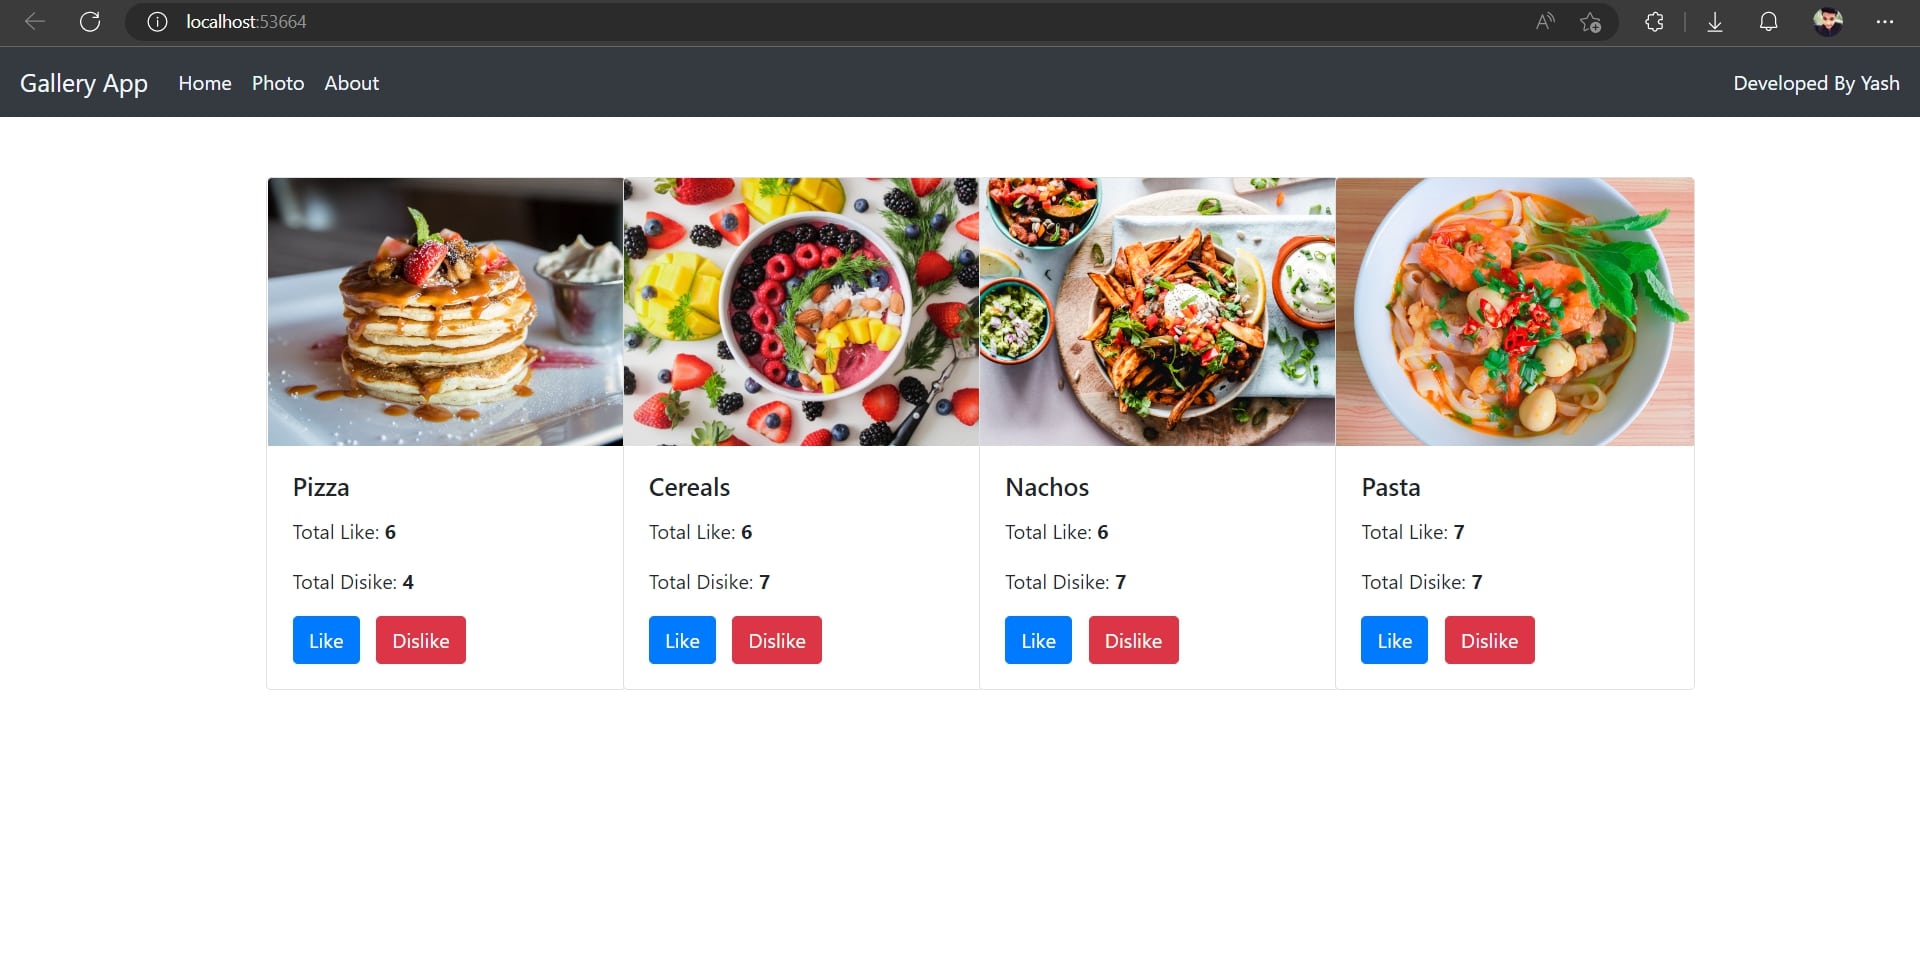 localhost:53664
Gallery App Home Photo About Developed By Yash
Pizza
Total Like: 6
Total Disike: 4
Like Dislike
Cereals
Total Like: 6
Total Disike: 7
Like Dislike
Nachos
Total Like: 6
Total Disike: 7
Like Dislike
Pasta
Total Like: 7
Total Disike: 7
Like Dislike